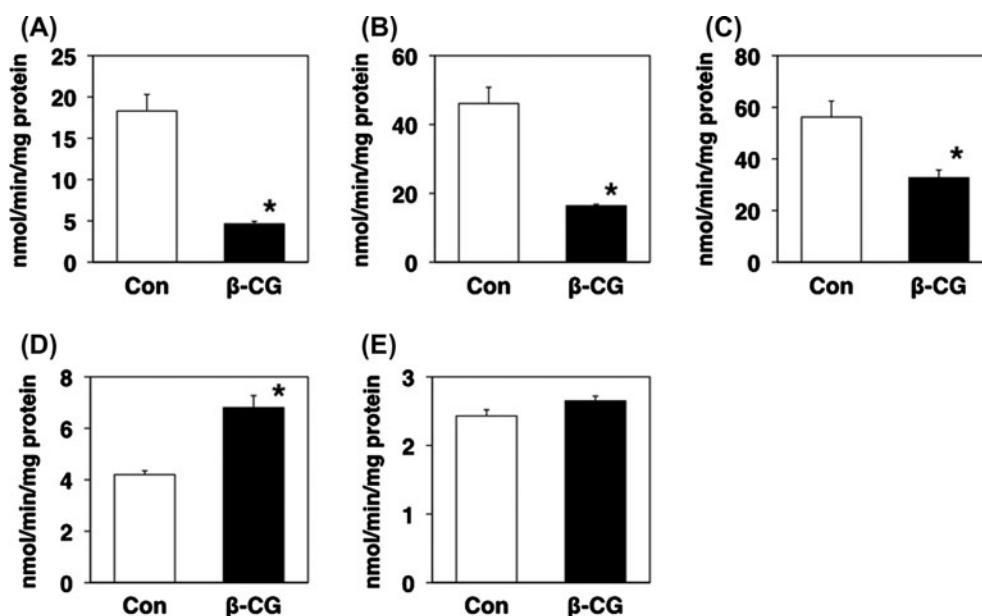 (A)
nmol/min/mg protein
25
20
15
10
5
0
*
Con
β-CG
(B)
nmol/min/mg protein
60
40
20
0
*
Con
β-CG
(C)
nmol/min/mg protein
80
60
40
20
0
*
Con
β-CG
(D)
nmol/min/mg protein
8
6
4
2
0
*
Con
β-CG
(E)
nmol/min/mg protein
3
2
1
0
Con
β-CG